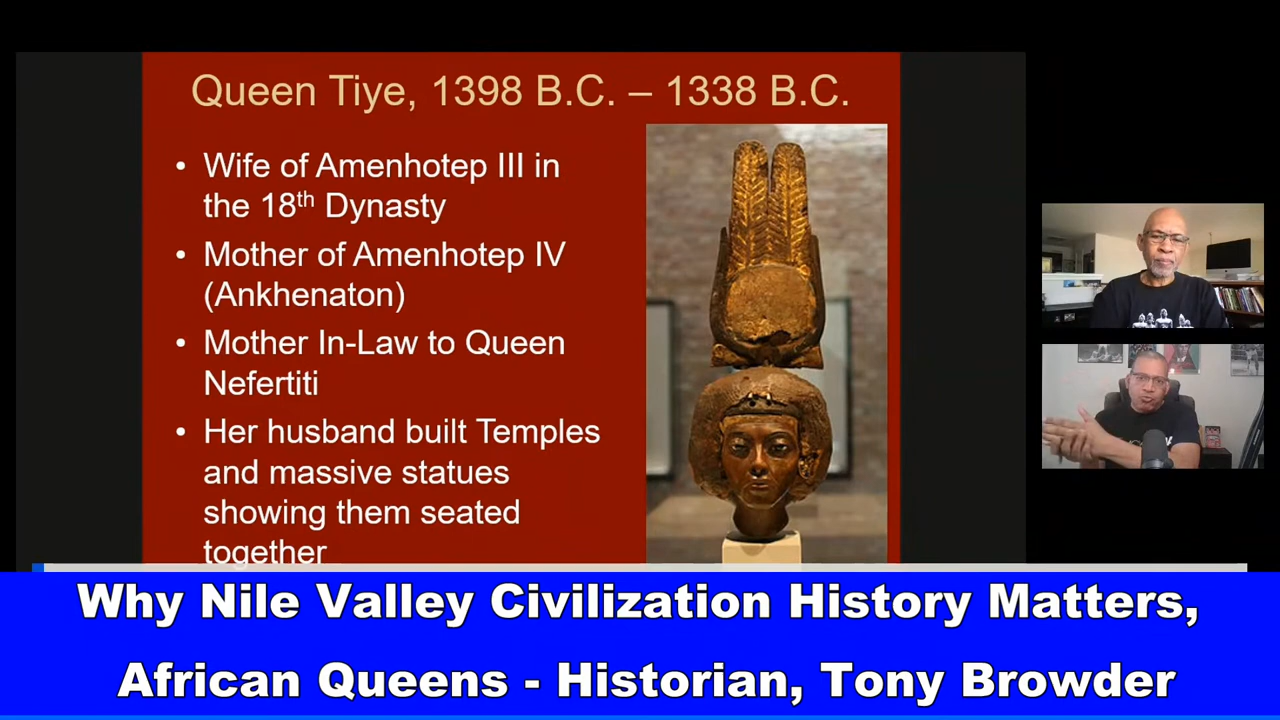 Queen Tiye, 1398 B.C. – 1338 B.C.
• Wife of Amenhotep III in
the 18th Dynasty
• Mother of Amenhotep IV
(Ankhenaton)
• Mother In-Law to Queen
Nefertiti
• Her husband built Temples
and massive statues
showing them seated
together
Why Nile Valley Civilization History Matters,
African Queens - Historian, Tony Browder